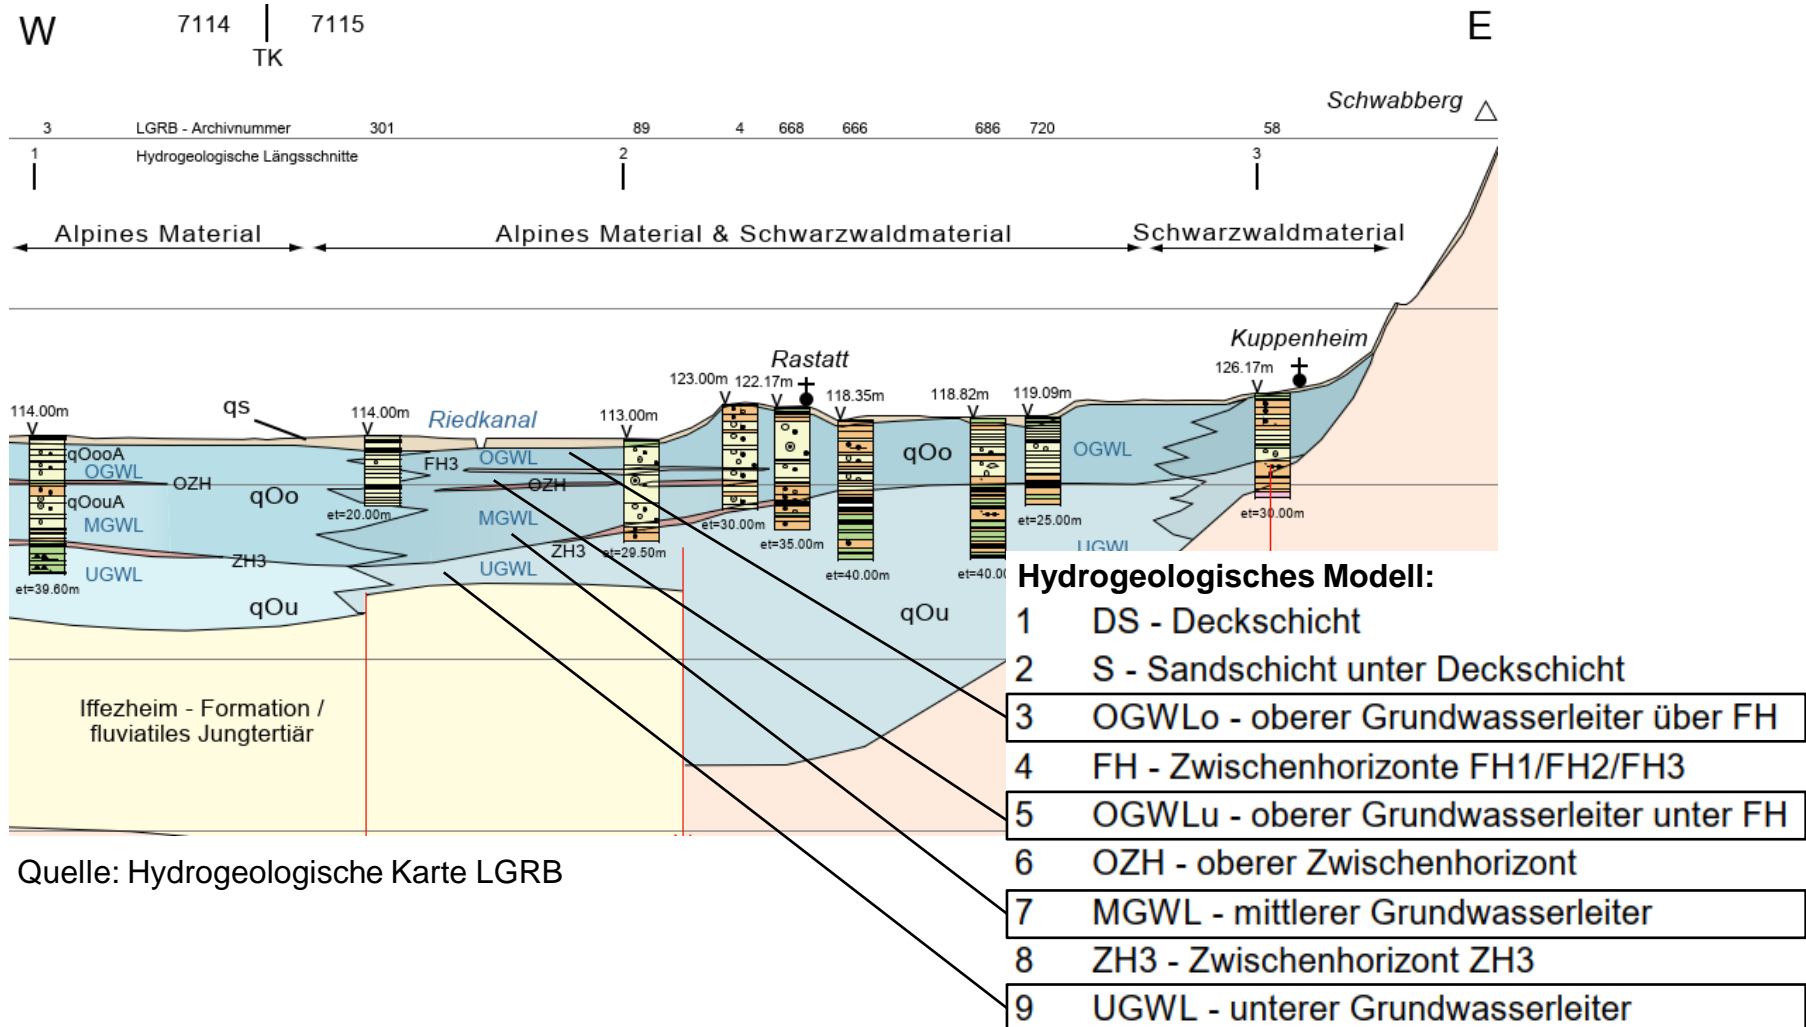 W 7114 7115 E
TK
Schwabberg
3 LGRB - Archivnummer 301 89 4 668 666 686 720 58
1 Hydrogeologische Längsschnitte 2 3
Alpines Material Alpines Material & Schwarzwaldmaterial Schwarzwaldmaterial
Kuppenheim
Rastatt
126.17m
123.00m 122.17m 118.35m 118.82m 119.09m
114.00m qs 114.00m Riedkanal 113.00m
qOooA OGWL FH3 OGWL qOo OGWL
OZH qOo OZH
qOouA
MGWL et=20.00m MGWL et=30.00m et=25.00m et=30.00m
ZH3 ZH3 et=29.50m et=35.00m UGWL
et=39.60m UGWL UGWL et=40.00m et=40.00
qOu qOu
Iffezheim - Formation /
fluviatiles Jungtertiär
Quelle: Hydrogeologische Karte LGRB
Hydrogeologisches Modell:
1 DS - Deckschicht
2 S - Sandschicht unter Deckschicht
3 OGWLo - oberer Grundwasserleiter über FH
4 FH - Zwischenhorizonte FH1/FH2/FH3
5 OGWLu - oberer Grundwasserleiter unter FH
6 OZH - oberer Zwischenhorizont
7 MGWL - mittlerer Grundwasserleiter
8 ZH3 - Zwischenhorizont ZH3
9 UGWL - unterer Grundwasserleiter